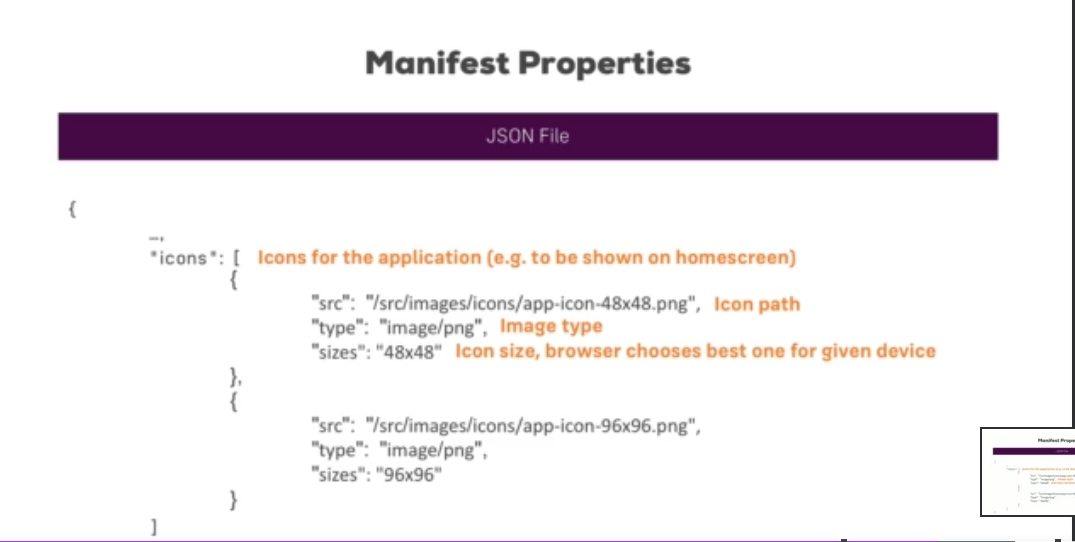 Manifest Properties
JSON File
{
…,
"icons": [ Icons for the application (e.g. to be shown on homescreen)
{
"src": "/src/images/icons/app-icon-48x48.png", Icon path
"type": "image/png", Image type
"sizes": "48x48" Icon size, browser chooses best one for given device
},
{
"src": "/src/images/icons/app-icon-96x96.png",
"type": "image/png",
"sizes": "96x96"
}
]
Manifest Prope